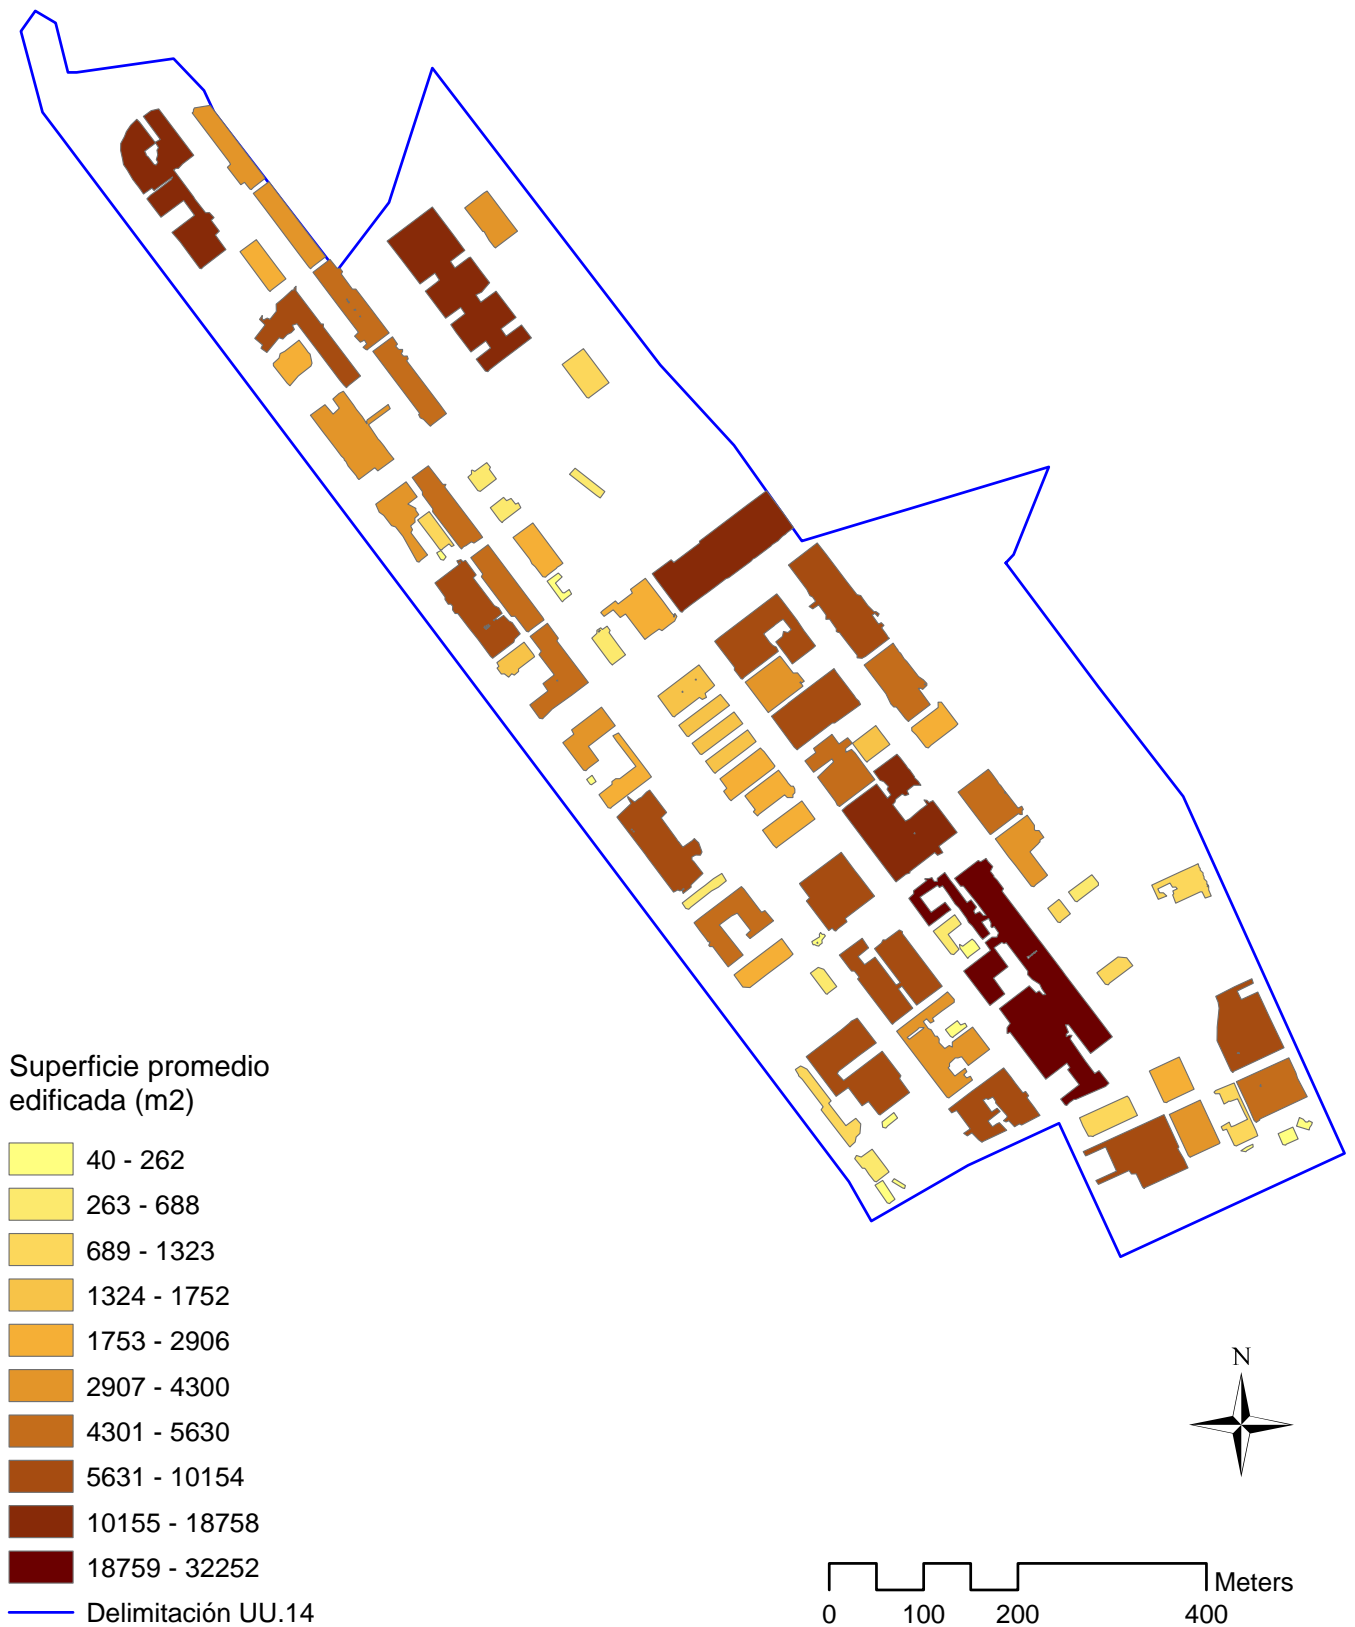 Superficie promedio
edificada (m2)
40 - 262
263 - 688
689 - 1323
1324 - 1752
1753 - 2906
2907 - 4300
4301 - 5630
5631 - 10154
10155 - 18758
18759 - 32252
Delimitación UU.14
N
Meters
0 100 200 400